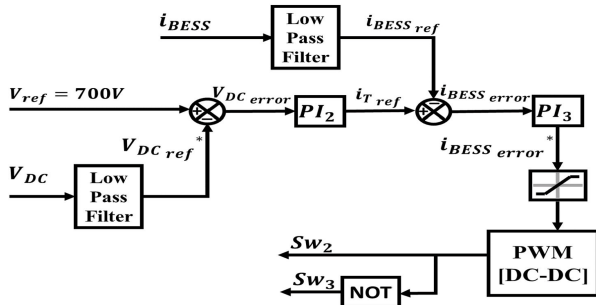 i_BESS
Low Pass Filter
i_BESS ref
V_ref = 700V
+
−
V_DC error
PI_2
i_T ref
+
−
i_BESS error
PI_3
V_DC ref *
i_BESS error *
V_DC
Low Pass Filter
PWM [DC-DC]
Sw_2
Sw_3
NOT